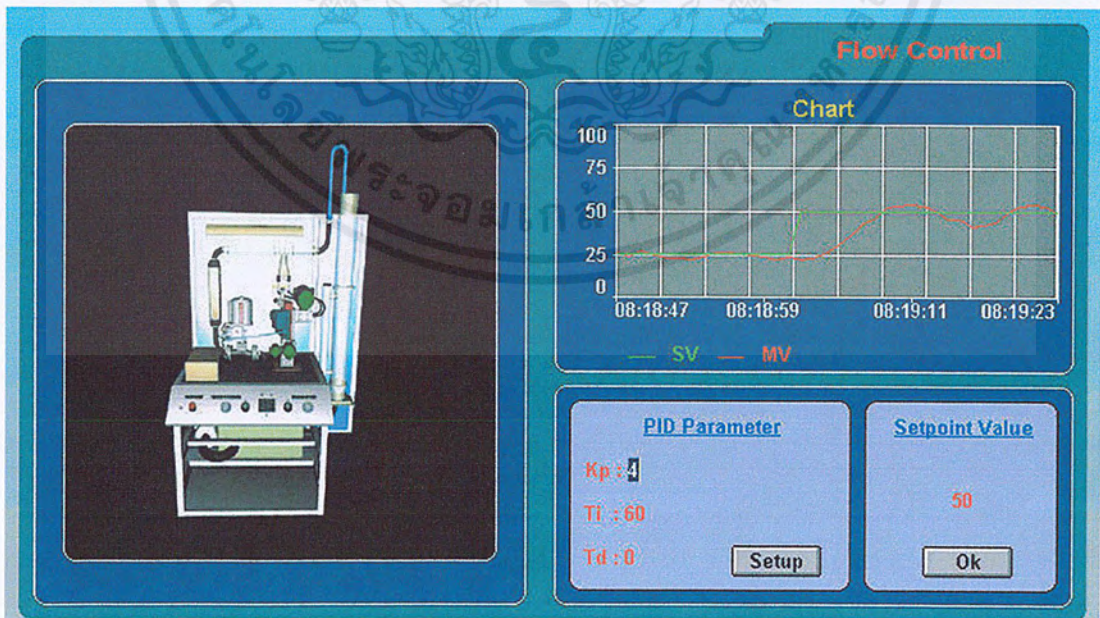 Flow Control
Chart
100
75
50
25
0
08:18:47 08:18:59 08:19:11 08:19:23
SV MV
PID Parameter
Kp : 4
Ti : 60
Td : 0
Setup
Setpoint Value
50
Ok